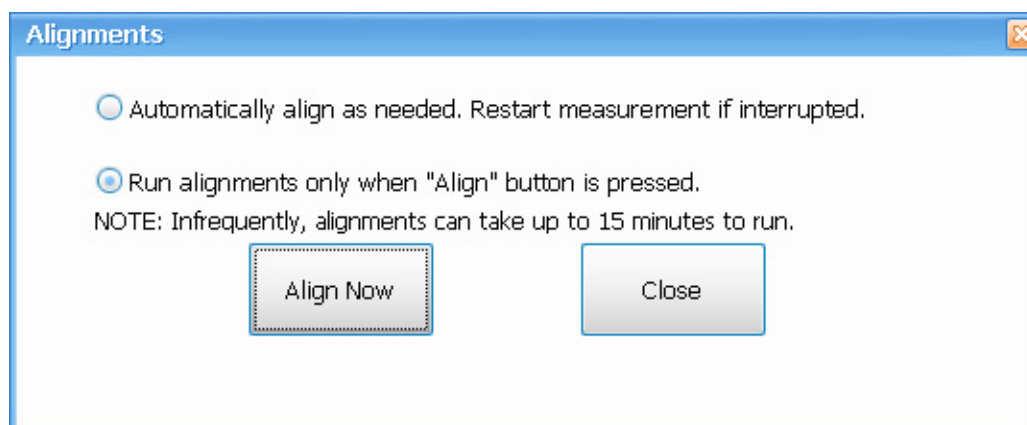 Alignments
Automatically align as needed. Restart measurement if interrupted.
Run alignments only when "Align" button is pressed.
NOTE: Infrequently, alignments can take up to 15 minutes to run.
Align Now
Close